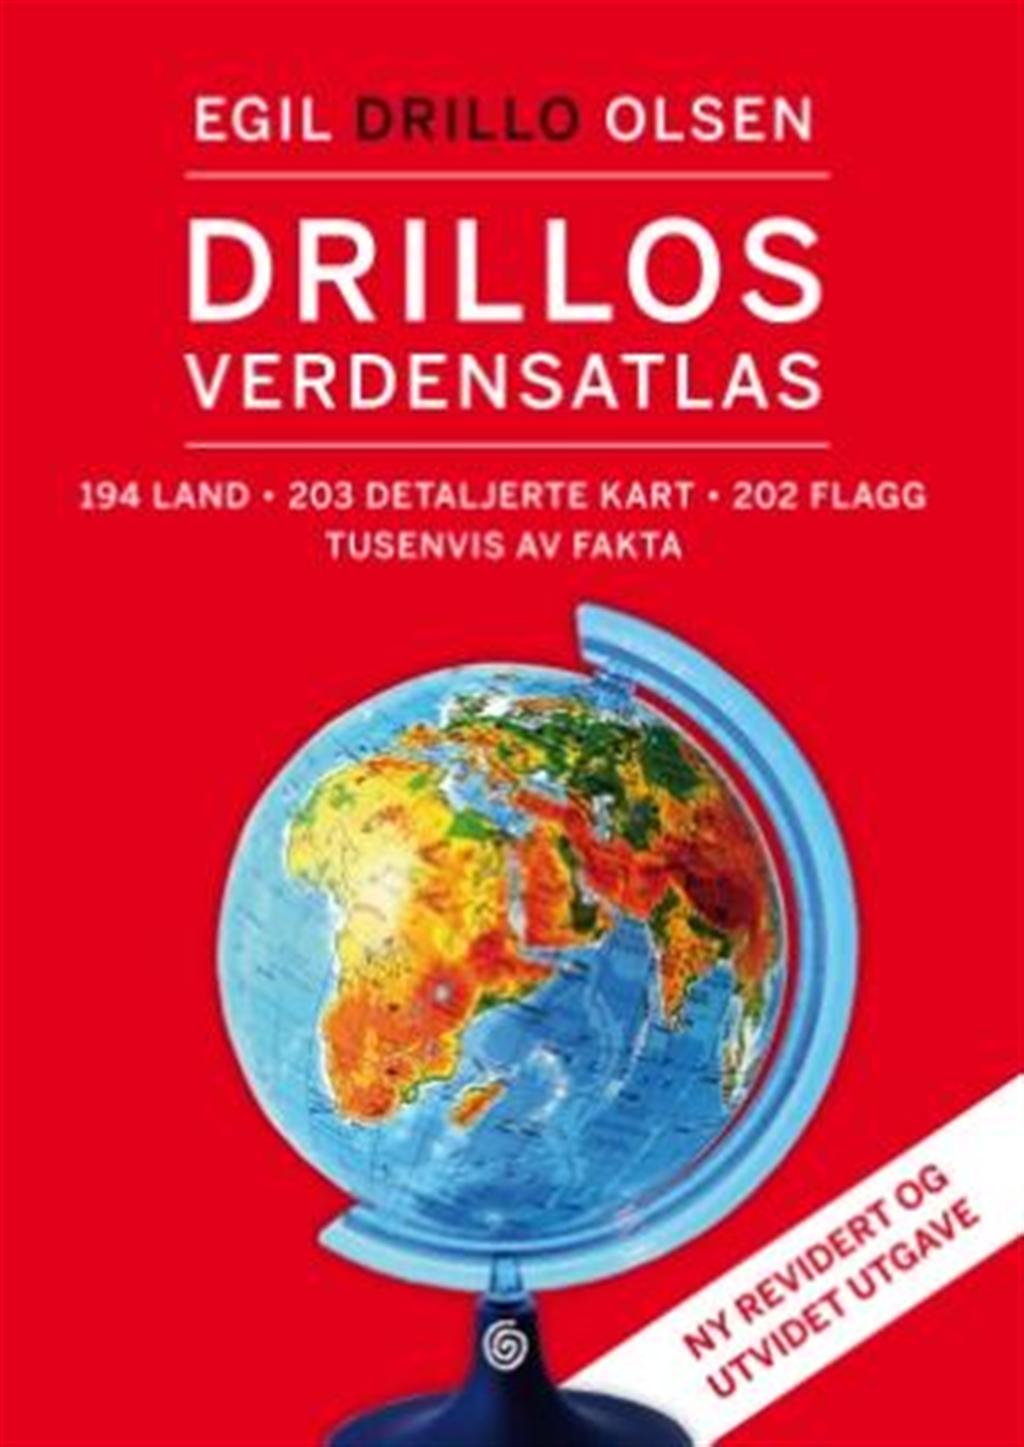 EGIL DRILLO OLSEN
DRILLOS
VERDENSATLAS
194 LAND • 203 DETALJERTE KART • 202 FLAGG
TUSENVIS AV FAKTA
NY REVIDERT OG
UTVIDET UTGAVE